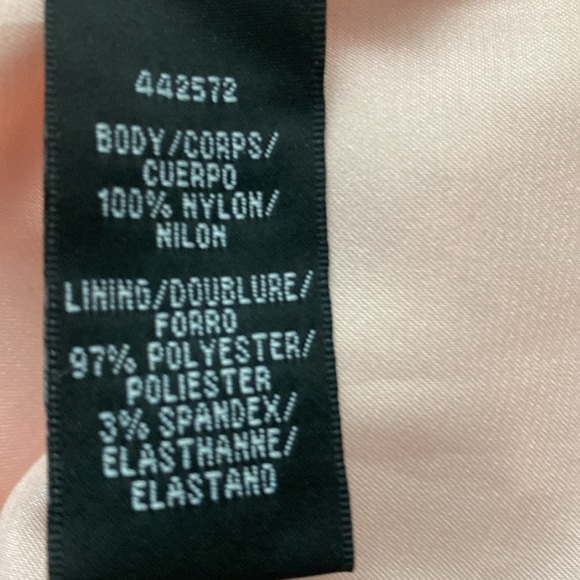 442572
BODY/CORPS/
CUERPO
100% NYLON/
NILON
LINING/DOUBLURE/
FORRO
97% POLYESTER/
POLIESTER
3% SPANDEX/
ELASTHANNE/
ELASTANO